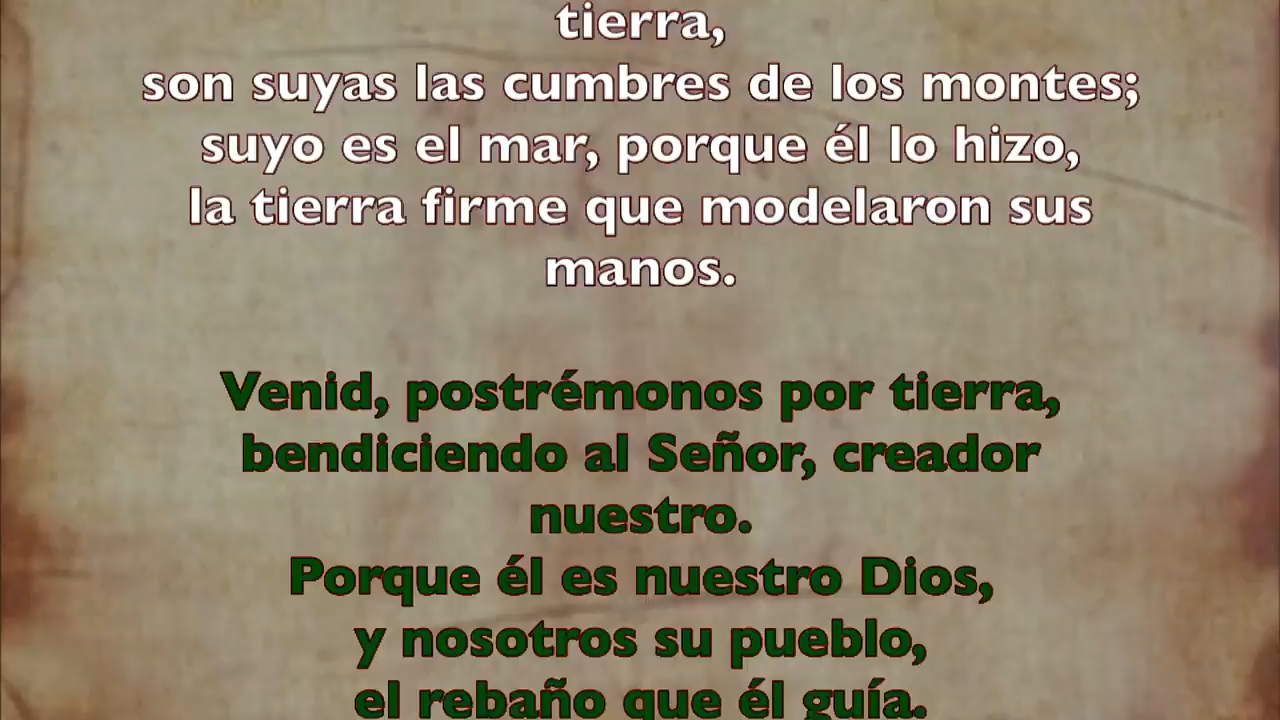 tierra,
son suyas las cumbres de los montes;
suyo es el mar, porque él lo hizo,
la tierra firme que modelaron sus
manos.
Venid, postrémonos por tierra,
bendiciendo al Señor, creador
nuestro.
Porque él es nuestro Dios,
y nosotros su pueblo,
el rebaño que él guía.